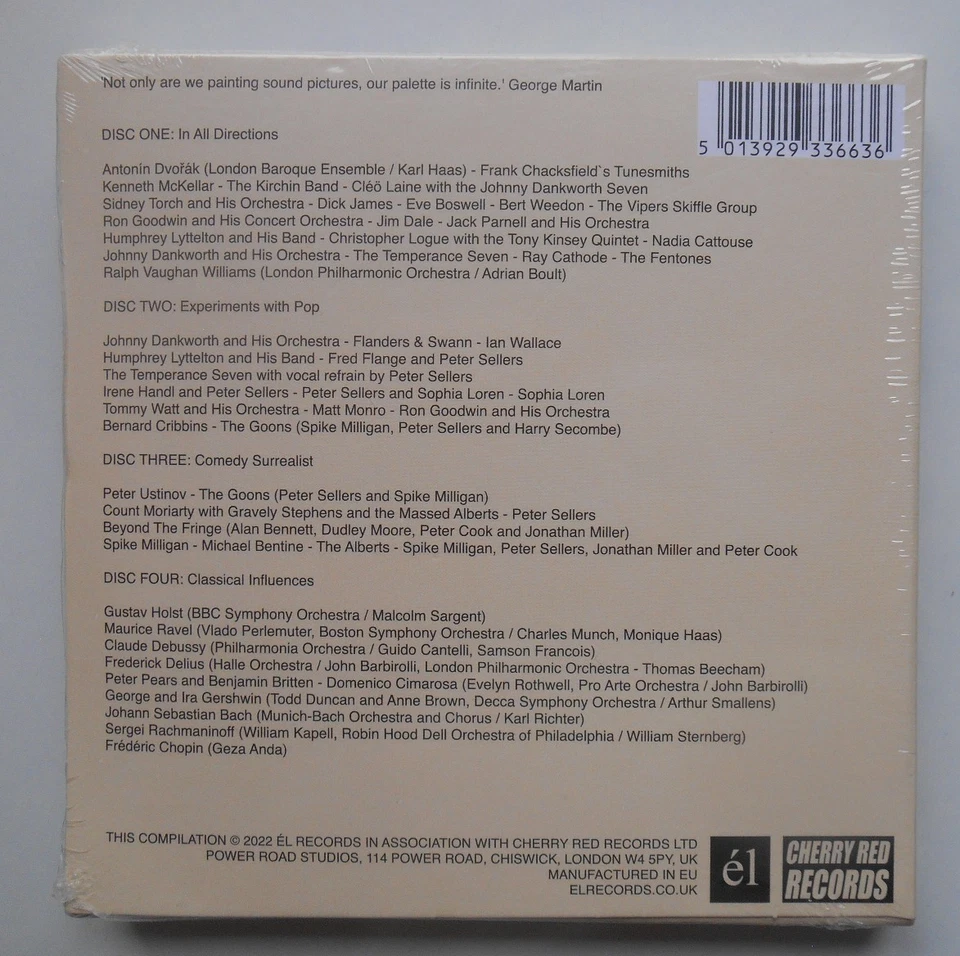 'Not only are we painting sound pictures, our palette is infinite.' George Martin
5 013929 336636
DISC ONE: In All Directions
Antonín Dvořák (London Baroque Ensemble / Karl Haas) - Frank Chacksfield`s Tunesmiths
Kenneth McKellar - The Kirchin Band - Cléö Laine with the Johnny Dankworth Seven
Sidney Torch and His Orchestra - Dick James - Eve Boswell - Bert Weedon - The Vipers Skiffle Group
Ron Goodwin and His Concert Orchestra - Jim Dale - Jack Parnell and His Orchestra
Humphrey Lyttelton and His Band - Christopher Logue with the Tony Kinsey Quintet - Nadia Cattouse
Johnny Dankworth and His Orchestra - The Temperance Seven - Ray Cathode - The Fentones
Ralph Vaughan Williams (London Philharmonic Orchestra / Adrian Boult)
DISC TWO: Experiments with Pop
Johnny Dankworth and His Orchestra - Flanders & Swann - Ian Wallace
Humphrey Lyttelton and His Band - Fred Flange and Peter Sellers
The Temperance Seven with vocal refrain by Peter Sellers
Irene Handl and Peter Sellers - Peter Sellers and Sophia Loren - Sophia Loren
Tommy Watt and His Orchestra - Matt Monro - Ron Goodwin and His Orchestra
Bernard Cribbins - The Goons (Spike Milligan, Peter Sellers and Harry Secombe)
DISC THREE: Comedy Surrealist
Peter Ustinov - The Goons (Peter Sellers and Spike Milligan)
Count Moriarty with Gravely Stephens and the Massed Alberts - Peter Sellers
Beyond The Fringe (Alan Bennett, Dudley Moore, Peter Cook and Jonathan Miller)
Spike Milligan - Michael Bentine - The Alberts - Spike Milligan, Peter Sellers, Jonathan Miller and Peter Cook
DISC FOUR: Classical Influences
Gustav Holst (BBC Symphony Orchestra / Malcolm Sargent)
Maurice Ravel (Vlado Perlemuter, Boston Symphony Orchestra / Charles Munch, Monique Haas)
Claude Debussy (Philharmonia Orchestra / Guido Cantelli, Samson Francois)
Frederick Delius (Halle Orchestra / John Barbirolli, London Philharmonic Orchestra - Thomas Beecham)
Peter Pears and Benjamin Britten - Domenico Cimarosa (Evelyn Rothwell, Pro Arte Orchestra / John Barbirolli)
George and Ira Gershwin (Todd Duncan and Anne Brown, Decca Symphony Orchestra / Arthur Smallens)
Johann Sebastian Bach (Munich-Bach Orchestra and Chorus / Karl Richter)
Sergei Rachmaninoff (William Kapell, Robin Hood Dell Orchestra of Philadelphia / William Sternberg)
Frédéric Chopin (Geza Anda)
THIS COMPILATION © 2022 ÉL RECORDS IN ASSOCIATION WITH CHERRY RED RECORDS LTD
POWER ROAD STUDIOS, 114 POWER ROAD, CHISWICK, LONDON W4 5PY, UK
MANUFACTURED IN EU
ELRECORDS.CO.UK
él
CHERRY RED
RECORDS